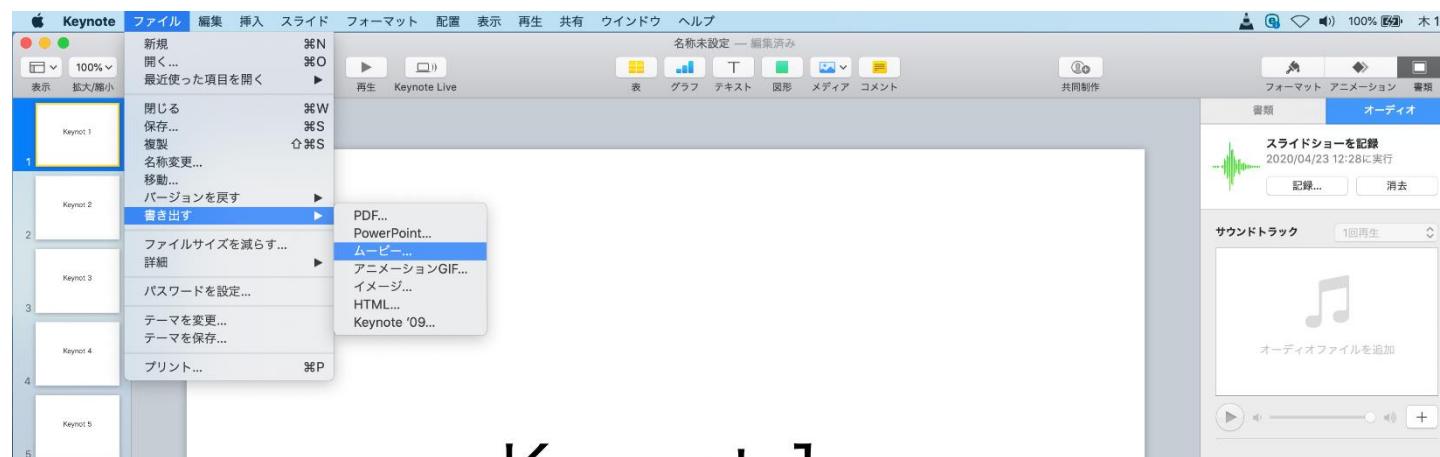 Keynote ファイル 編集 挿入 スライド フォーマット 配置 表示 再生 共有 ウインドウ ヘルプ 100% 木 1
名称未設定 — 編集済み
100%
表示 拡大/縮小 再生 Keynote Live 表 グラフ テキスト 図形 メディア コメント 共同制作 フォーマット アニメーション 書類
新規 ⌘N
開く... ⌘O
最近使った項目を開く ▶
閉じる ⌘W
保存... ⌘S
複製 ⇧⌘S
名称変更...
移動...
バージョンを戻す ▶
書き出す ▶
ファイルサイズを減らす...
詳細 ▶
パスワードを設定...
テーマを変更...
テーマを保存...
プリント... ⌘P
PDF...
PowerPoint...
ムービー...
アニメーションGIF...
イメージ...
HTML...
Keynote '09...
Keynot 1
1
Keynot 2
2
Keynot 3
3
Keynot 4
4
Keynot 5
5
書類 オーディオ
スライドショーを記録
2020/04/23 12:28に実行
記録... 消去
サウンドトラック 1回再生
オーディオファイルを追加